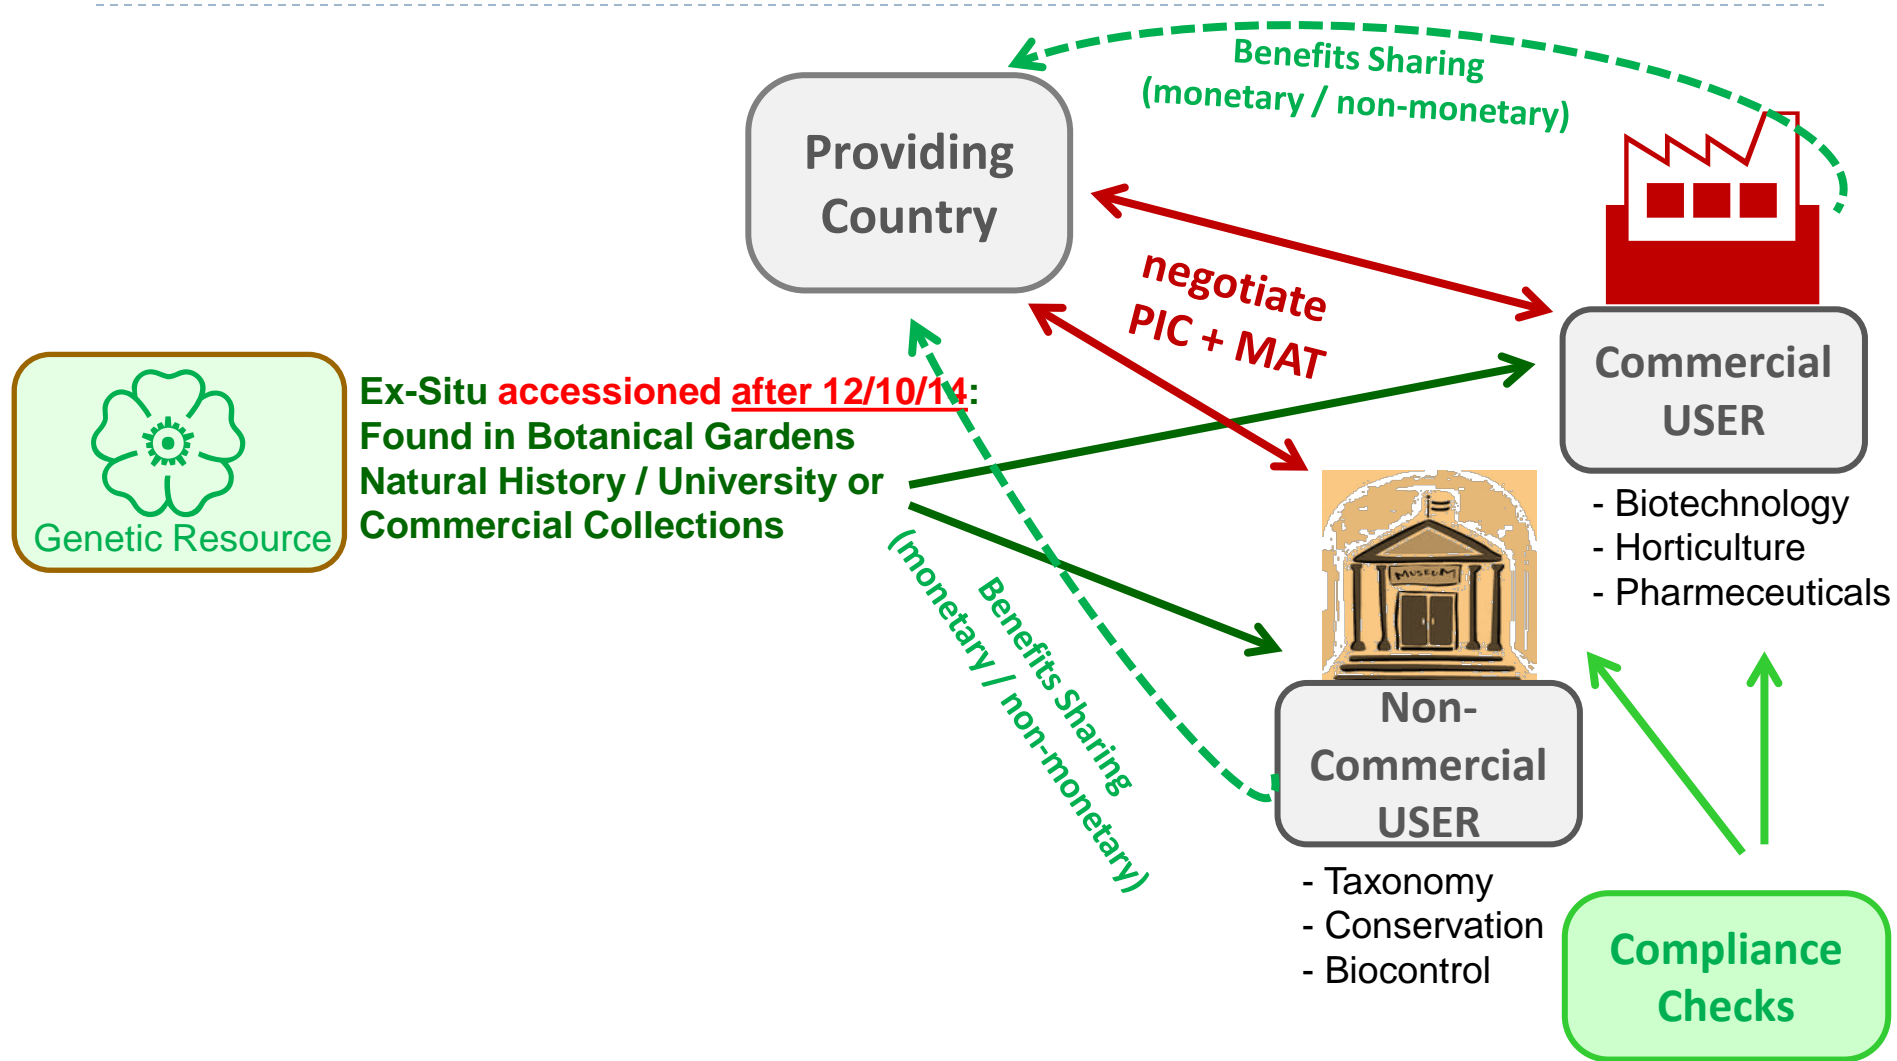 Benefits Sharing
(monetary / non-monetary)
Providing
Country
negotiate
PIC + MAT
Commercial
USER
- Biotechnology
- Horticulture
- Pharmeceuticals
Genetic Resource
Ex-Situ accessioned after 12/10/14:
Found in Botanical Gardens
Natural History / University or
Commercial Collections
Benefits Sharing
(monetary / non-monetary)
MUSEUM
Non-
Commercial
USER
- Taxonomy
- Conservation
- Biocontrol
Compliance
Checks